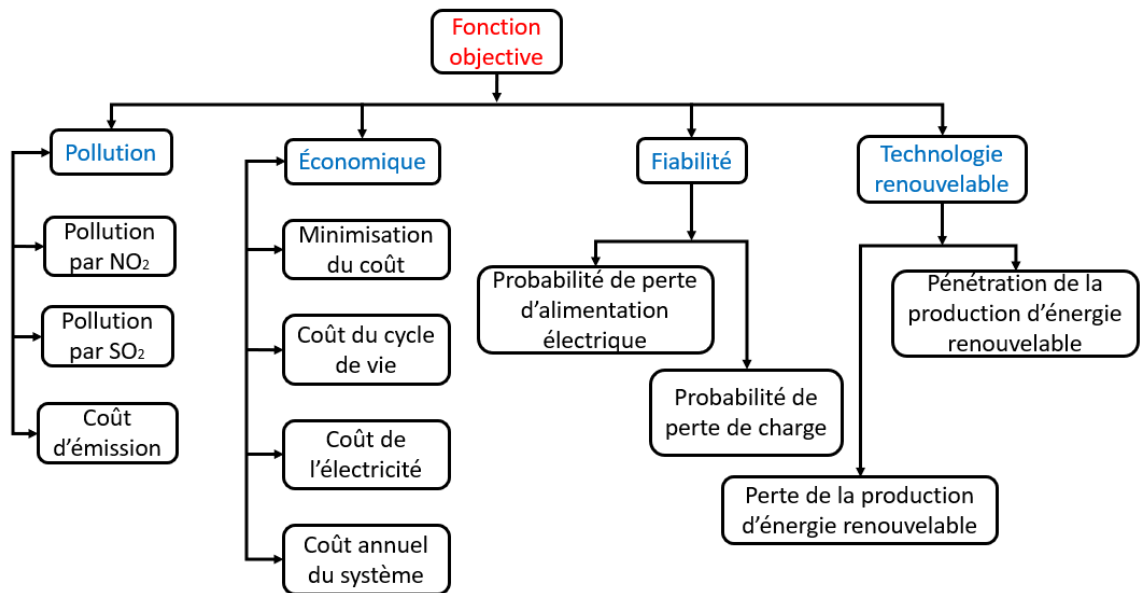 Fonction
objective
Pollution
Économique
Fiabilité
Technologie
renouvelable
Pollution
par NO₂
Pollution
par SO₂
Coût
d’émission
Minimisation
du coût
Coût du cycle
de vie
Coût de
l’électricité
Coût annuel
du système
Probabilité de perte
d’alimentation
électrique
Probabilité de
perte de charge
Pénétration de la
production d’énergie
renouvelable
Perte de la production
d’énergie renouvelable